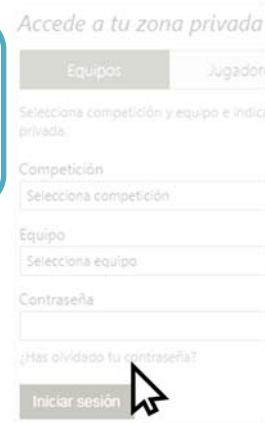 Accede a tu zona privada
Equipos
Selecciona competición y equipo e
privada.
Competición
Selecciona competición
Equipo
Selecciona equipo
Contraseña
¿Has olvidado tu contraseña?
Iniciar sesión